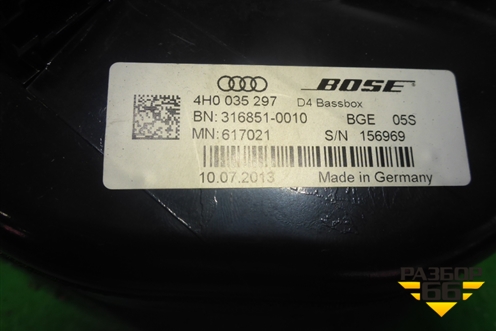 BOSE
4H0 035 297 D4 Bassbox
BN: 316851-0010 BGE 05S
MN: 617021 S/N 156969
10.07.2013 Made in Germany
РАЗБОР
66